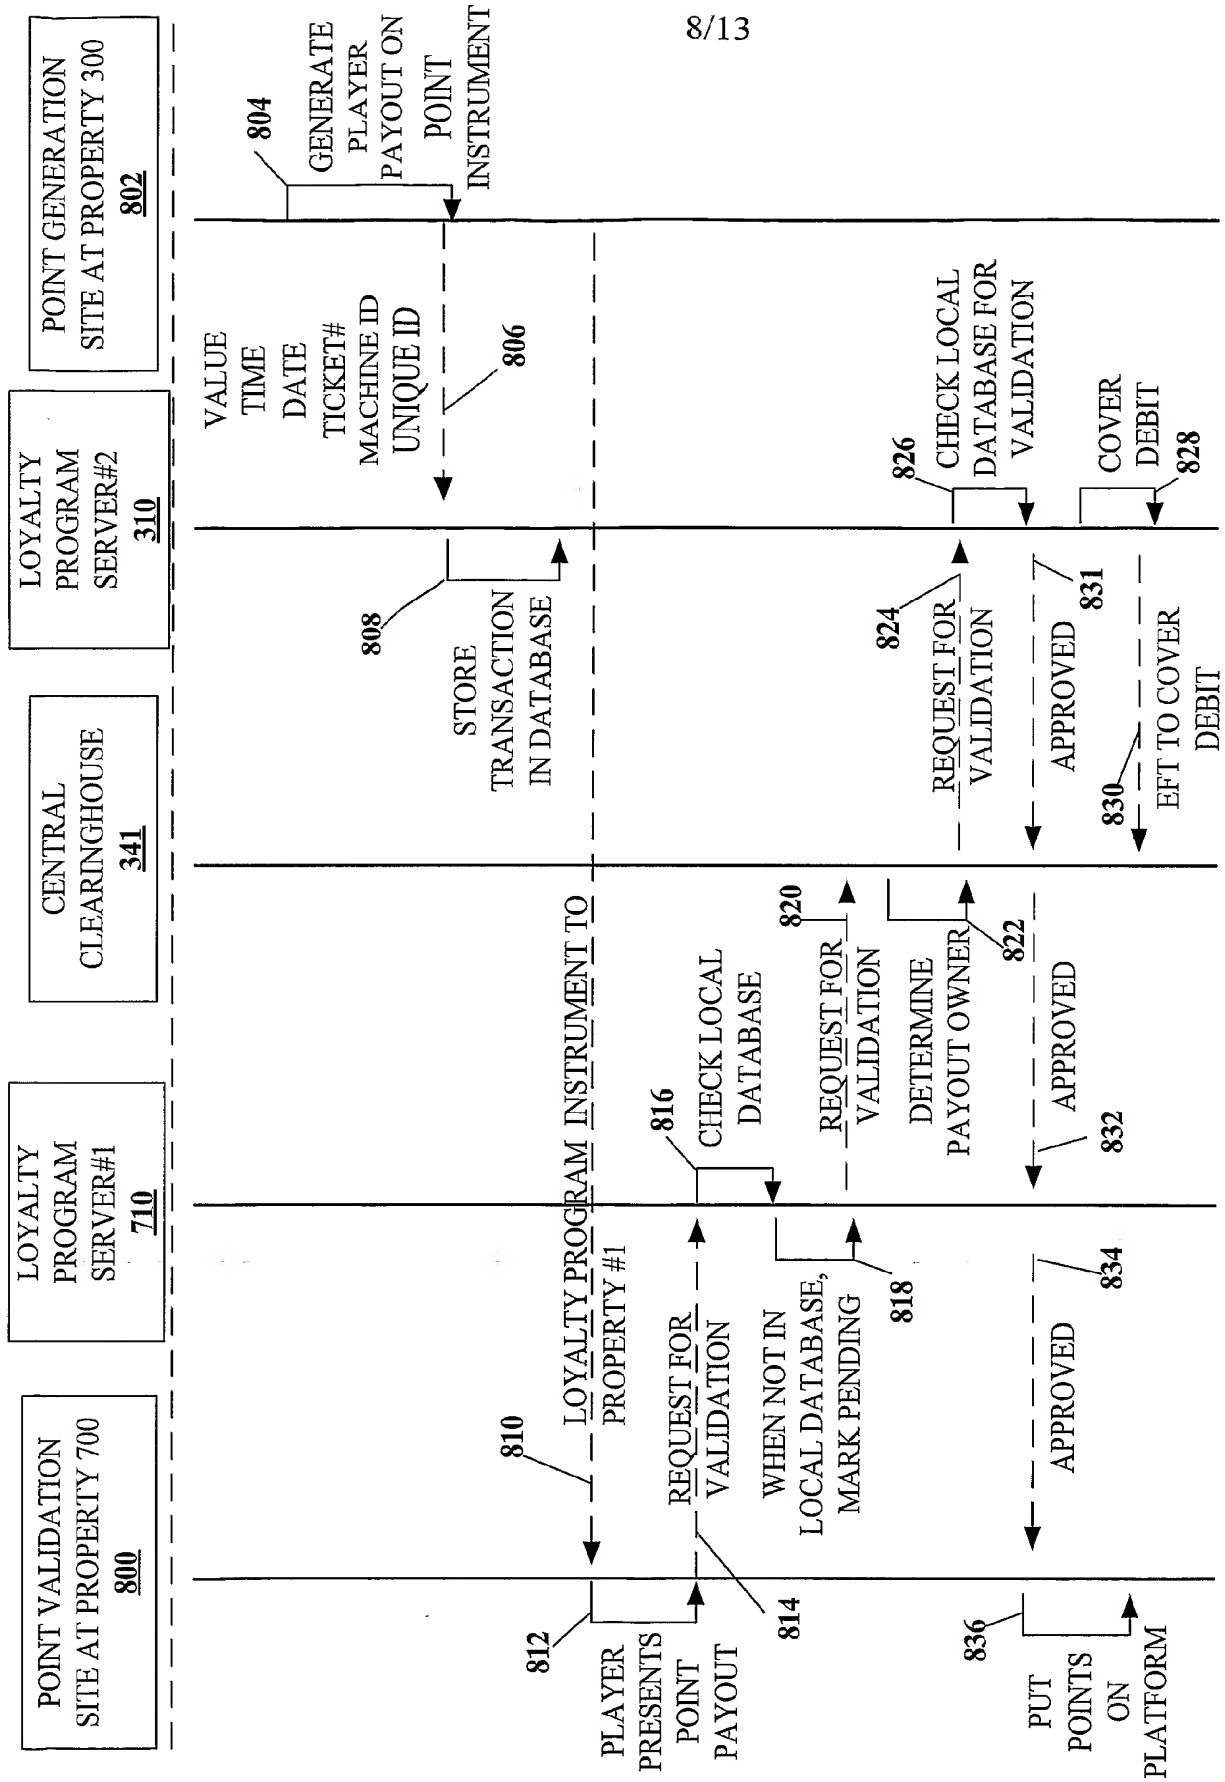 8/13
POINT VALIDATION
SITE AT PROPERTY 700
800
LOYALTY
PROGRAM
SERVER#1
710
CENTRAL
CLEARINGHOUSE
341
LOYALTY
PROGRAM
SERVER#2
310
POINT GENERATION
SITE AT PROPERTY 300
802
804
GENERATE
PLAYER
PAYOUT ON
POINT
INSTRUMENT
VALUE
TIME
DATE
TICKET#
MACHINE ID
UNIQUE ID
806
808
STORE
TRANSACTION
IN DATABASE
810
LOYALTY PROGRAM INSTRUMENT TO
PROPERTY #1
812
PLAYER
PRESENTS
POINT
PAYOUT
814
REQUEST FOR
VALIDATION
816
CHECK LOCAL
DATABASE
WHEN NOT IN
LOCAL DATABASE,
MARK PENDING
818
820
REQUEST FOR
VALIDATION
DETERMINE
PAYOUT OWNER
822
824
REQUEST FOR
VALIDATION
826
CHECK LOCAL
DATABASE FOR
VALIDATION
COVER
DEBIT
828
831
APPROVED
830
EFT TO COVER
DEBIT
APPROVED
832
834
APPROVED
836
PUT
POINTS
ON
PLATFORM